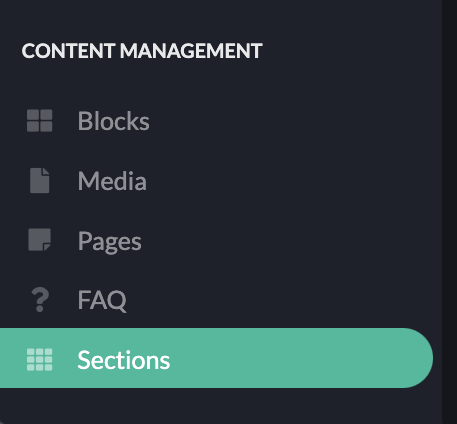 CONTENT MANAGEMENT
Blocks
Media
Pages
FAQ
Sections